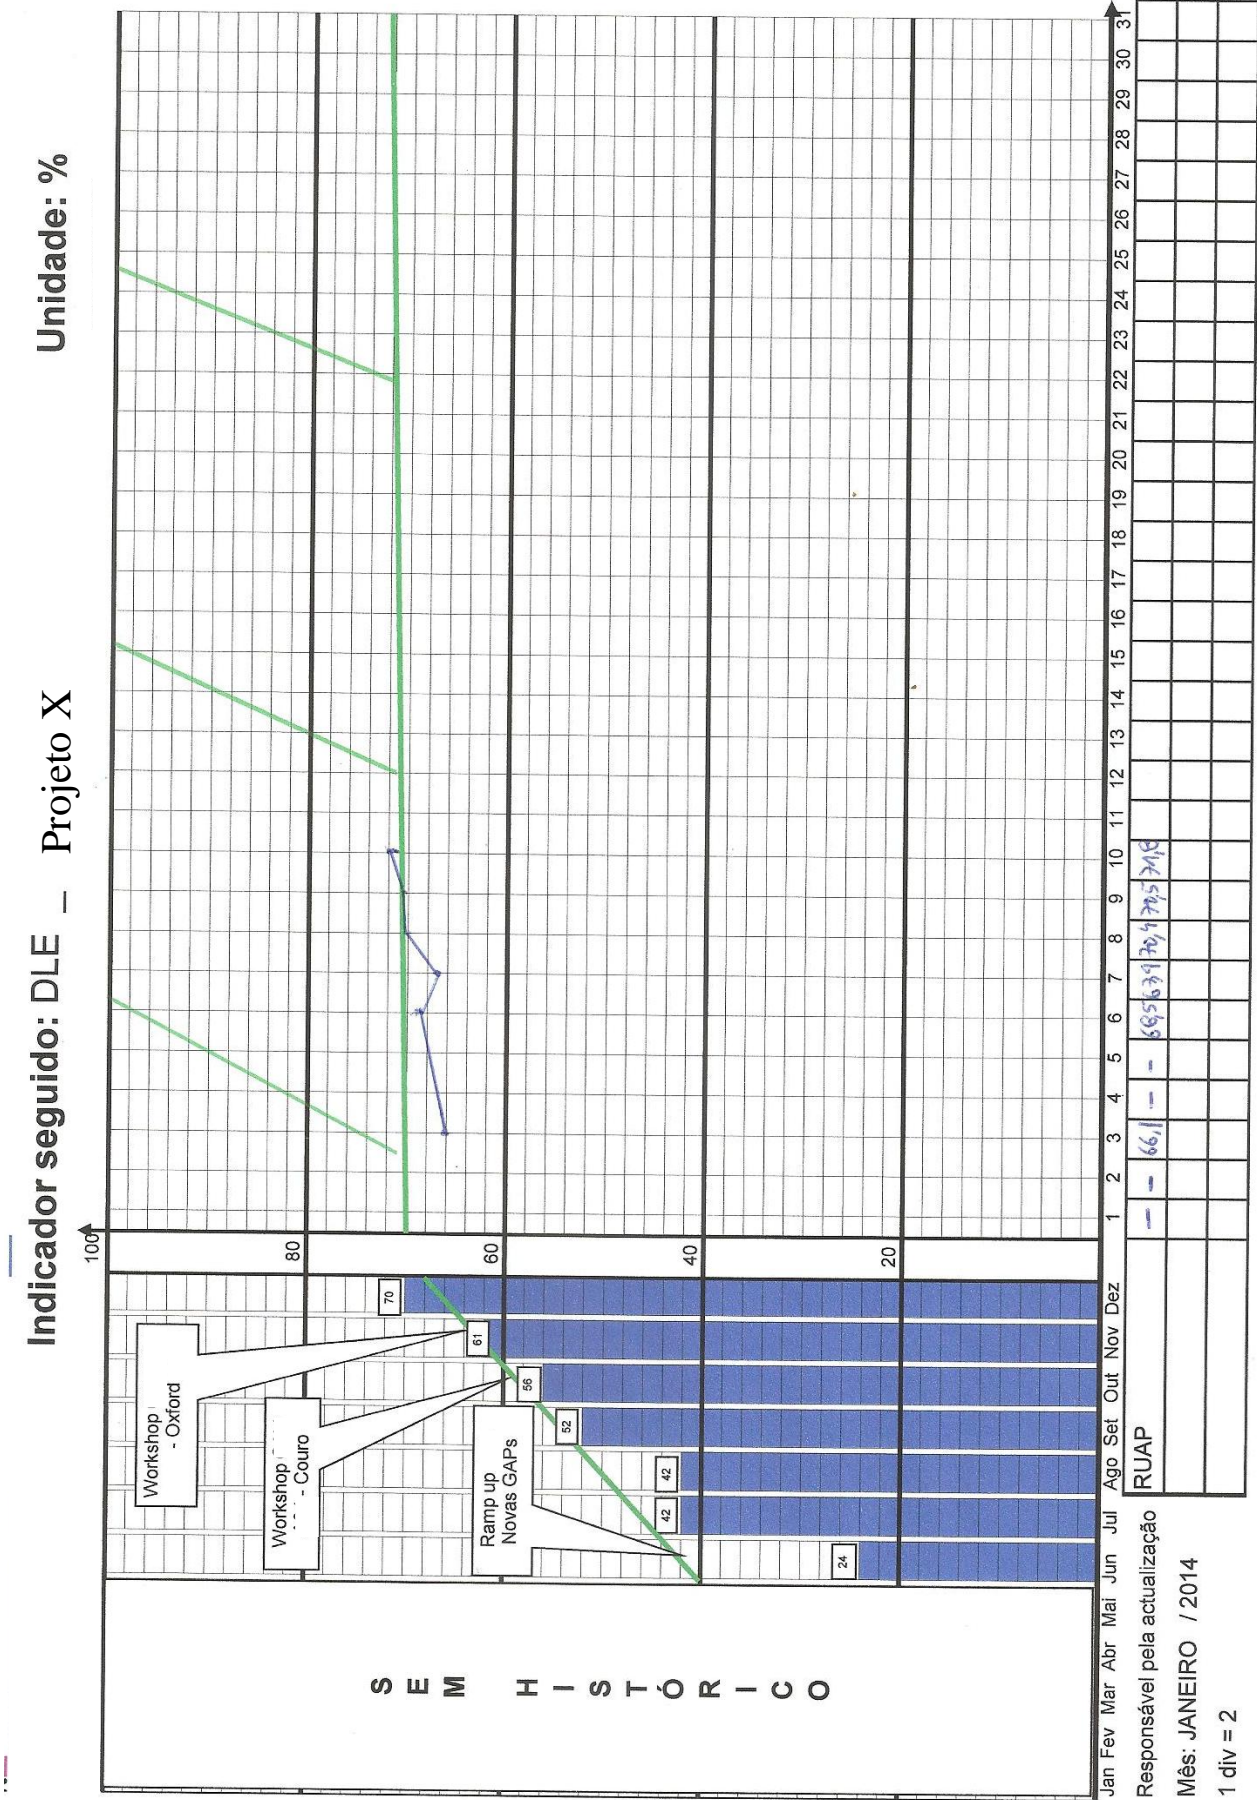 Indicador seguido: DLE _ Projeto X Unidade: %
100
80
60
40
20
SEM HISTÓRICO
Workshop
- Oxford
Workshop
- Couro
Ramp up
Novas GAPs
24
42
42
52
56
61
70
Jan Fev Mar Abr Mai Jun Jul Ago Set Out Nov Dez
1 2 3 4 5 6 7 8 9 10 11 12 13 14 15 16 17 18 19 20 21 22 23 24 25 26 27 28 29 30 31
Responsável pela actualização
RUAP - - 66,1 - - 70,4 70,5
Mês: JANEIRO / 2014
1 div = 2